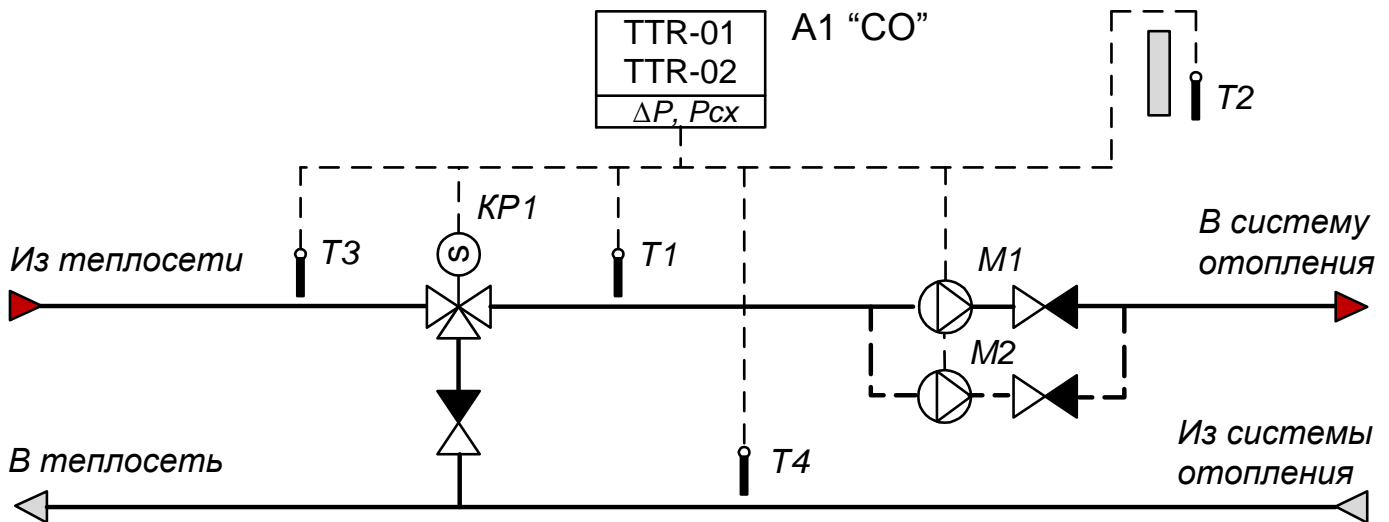 TTR-01
TTR-02
ΔP, Pcx
A1 “CO”
T2
КР1
Из теплосети
T3
T1
M1
В систему
отопления
M2
В теплосеть
T4
Из системы
отопления